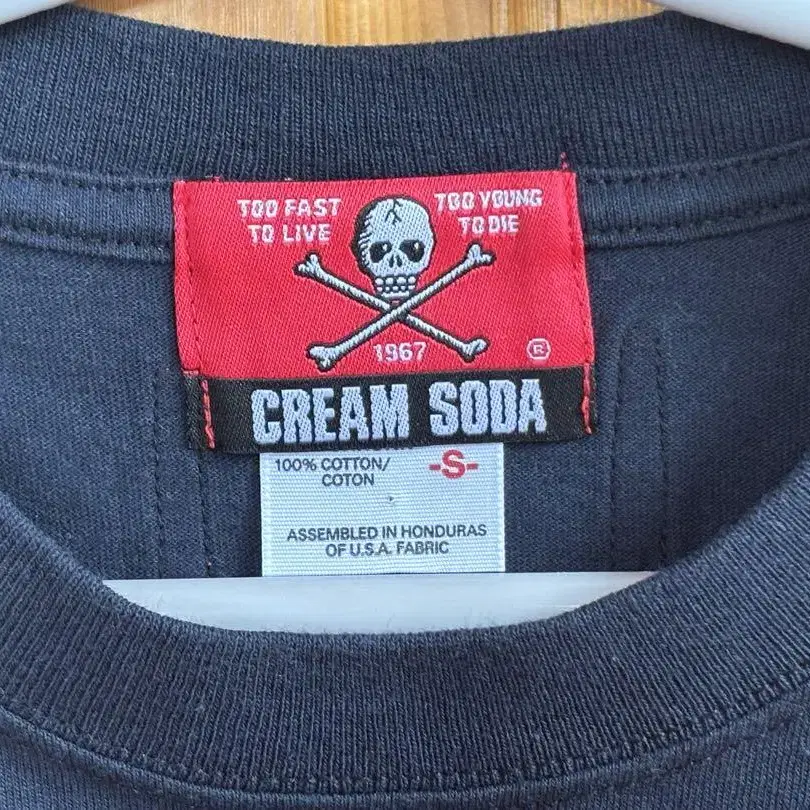 TOO FAST
TO LIVE
TOO YOUNG
TO DIE
1967
®
CREAM SODA
100% COTTON/
COTON
-S-
ASSEMBLED IN HONDURAS
OF U.S.A. FABRIC